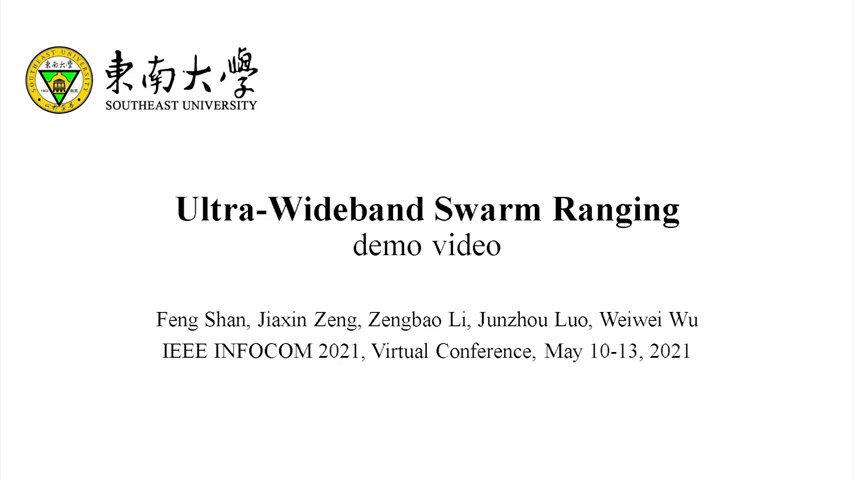 東南大學
SOUTHEAST UNIVERSITY
Ultra-Wideband Swarm Ranging
demo video
Feng Shan, Jiaxin Zeng, Zengbao Li, Junzhou Luo, Weiwei Wu
IEEE INFOCOM 2021, Virtual Conference, May 10-13, 2021